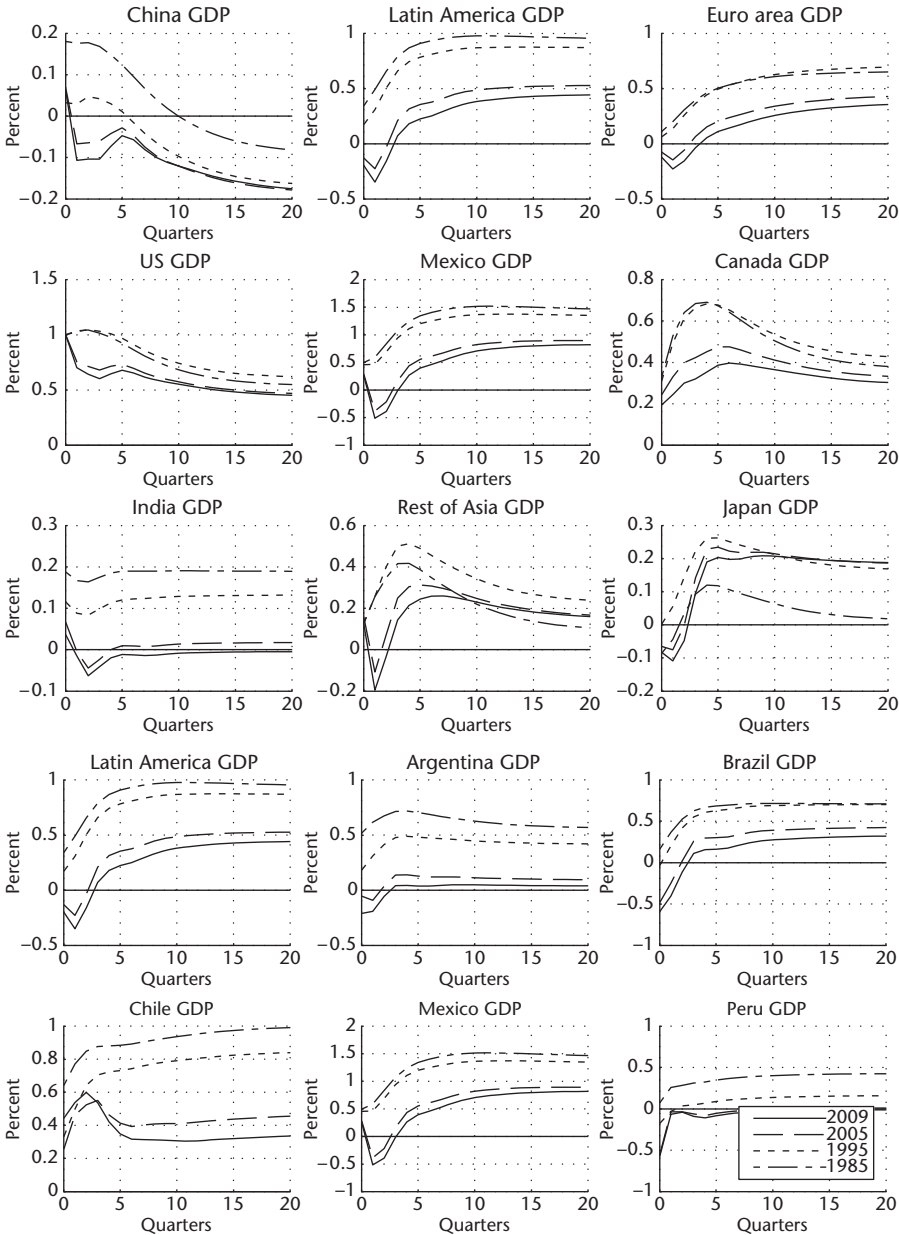 China GDP
Latin America GDP
Euro area GDP
Percent
0.2
0.1
0
−0.1
−0.2
0 5 10 15 20
Quarters
Percent
1
0.5
0
−0.5
0 5 10 15 20
Quarters
Percent
1
0.5
0
−0.5
0 5 10 15 20
Quarters
US GDP
Mexico GDP
Canada GDP
Percent
1.5
1
0.5
0
0 5 10 15 20
Quarters
Percent
2
1.5
1
0.5
0
−0.5
−1
0 5 10 15 20
Quarters
Percent
0.8
0.6
0.4
0.2
0
0 5 10 15 20
Quarters
India GDP
Rest of Asia GDP
Japan GDP
Percent
0.3
0.2
0.1
0
−0.1
0 5 10 15 20
Quarters
Percent
0.6
0.4
0.2
0
0.2
0 5 10 15 20
Quarters
Percent
0.3
0.2
0.1
0
−0.1
0.2
0 5 10 15 20
Quarters
Latin America GDP
Argentina GDP
Brazil GDP
Percent
1
0.5
0
−0.5
0 5 10 15 20
Quarters
Percent
1
0.5
0
−0.5
0 5 10 15 20
Quarters
Percent
1
0.5
0
−0.5
−1
0 5 10 15 20
Quarters
Chile GDP
Mexico GDP
Peru GDP
Percent
1
0.8
0.6
0.4
0.2
0
0 5 10 15 20
Quarters
Percent
2
1.5
1
0.5
0
−0.5
−1
0 5 10 15 20
Quarters
Percent
1
0.5
0
−0.5
−1
0 5 10 15 20
Quarters
2009
2005
1995
1985